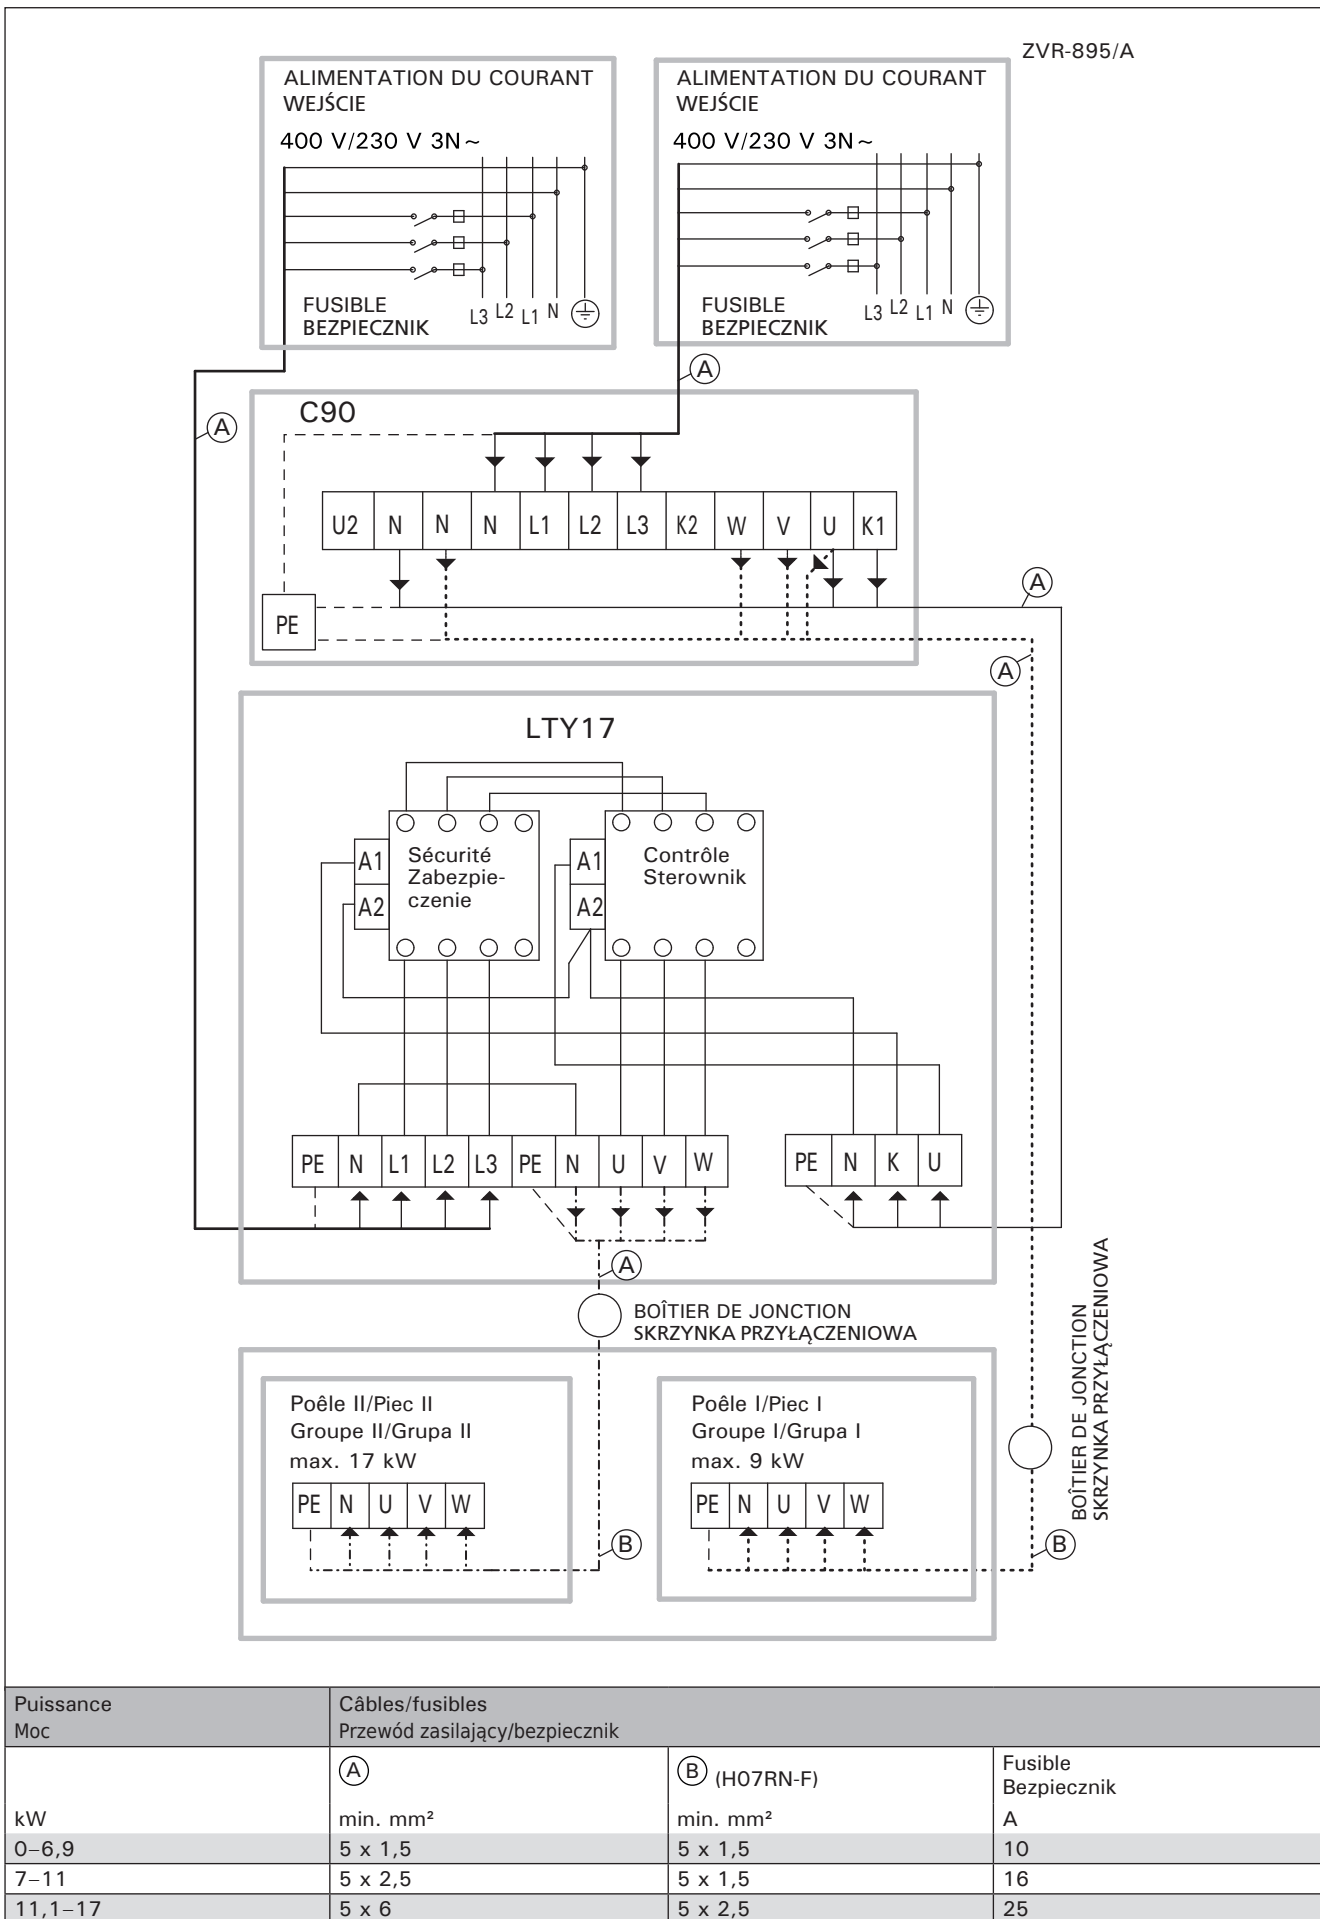 ZVR-895/A
ALIMENTATION DU COURANT
WEJŚCIE
400 V/230 V 3N~
FUSIBLE
BEZPIECZNIK
L3 L2 L1 N
ALIMENTATION DU COURANT
WEJŚCIE
400 V/230 V 3N~
FUSIBLE
BEZPIECZNIK
L3 L2 L1 N
A
A
C90
U2 N N N L1 L2 L3 K2 W V U K1
PE
A
A
LTY17
A1
A2
Sécurité
Zabezpie-
czenie
A1
A2
Contrôle
Sterownik
PE N L1 L2 L3 PE N U V W
PE N K U
A
BOÎTIER DE JONCTION
SKRZYNKA PRZYŁĄCZENIOWA
BOÎTIER DE JONCTION
SKRZYNKA PRZYŁĄCZENIOWA
Poêle II/Piec II
Groupe II/Grupa II
max. 17 kW
PE N U V W
B
Poêle I/Piec I
Groupe I/Grupa I
max. 9 kW
PE N U V W
B
Puissance
Moc
Câbles/fusibles
Przewód zasilający/bezpiecznik
A
B (H07RN-F)
Fusible
Bezpiecznik
kW min. mm² min. mm² A
0–6,9 5 x 1,5 5 x 1,5 10
7–11 5 x 2,5 5 x 1,5 16
11,1–17 5 x 6 5 x 2,5 25